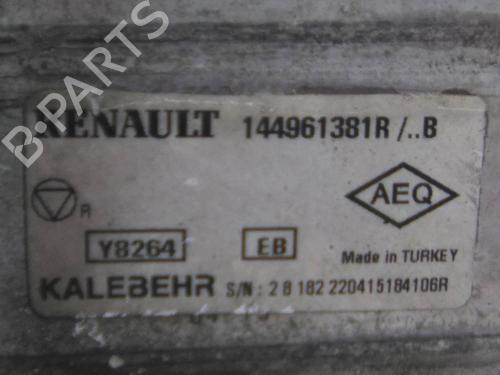 B-PARTS
RENAULT 144961381R /..B
R
AEQ
Y8264 EB
Made in TURKEY
KALEBEHR S/N : 2 8 182 220415184106R